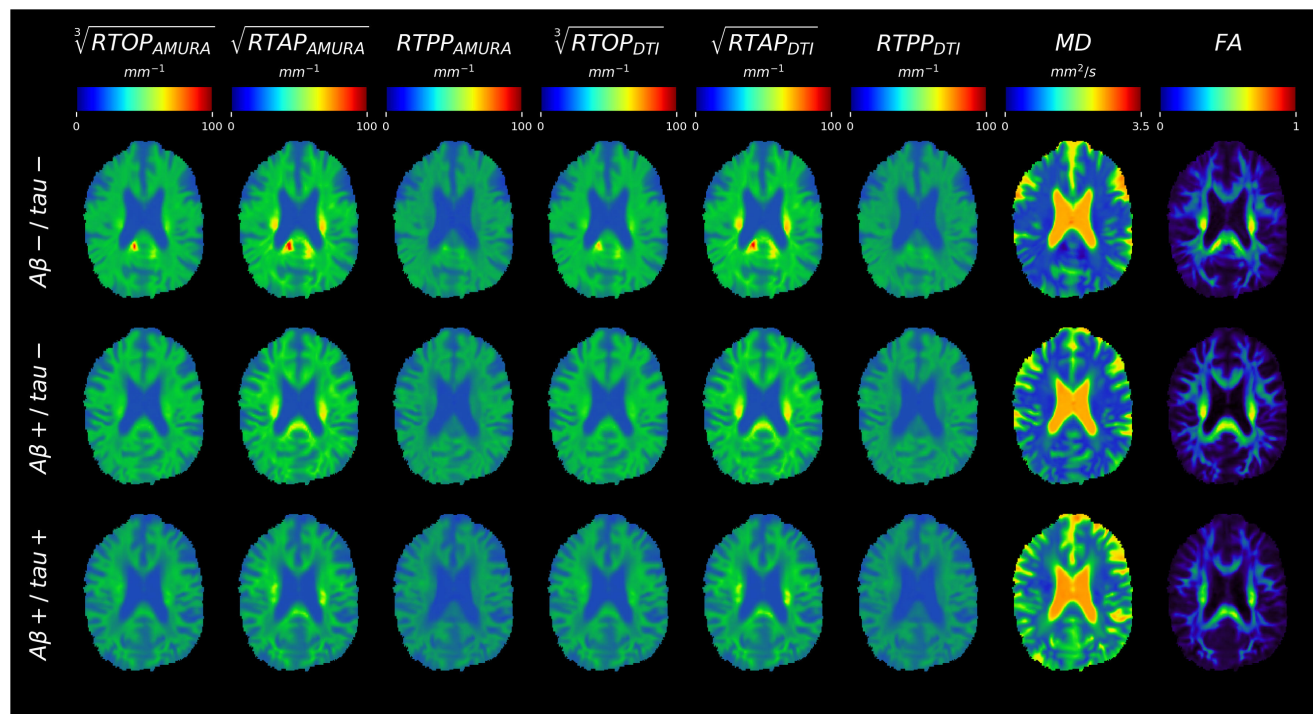 ∛RTOP_AMURA √RTAP_AMURA RTPP_AMURA ∛RTOP_DTI √RTAP_DTI RTPP_DTI MD FA
mm⁻¹ mm⁻¹ mm⁻¹ mm⁻¹ mm⁻¹ mm⁻¹ mm²/s
0 100 0 100 0 100 0 100 0 100 0 100 0 3.5 0 1
Aβ − / tau −
Aβ + / tau −
Aβ + / tau +